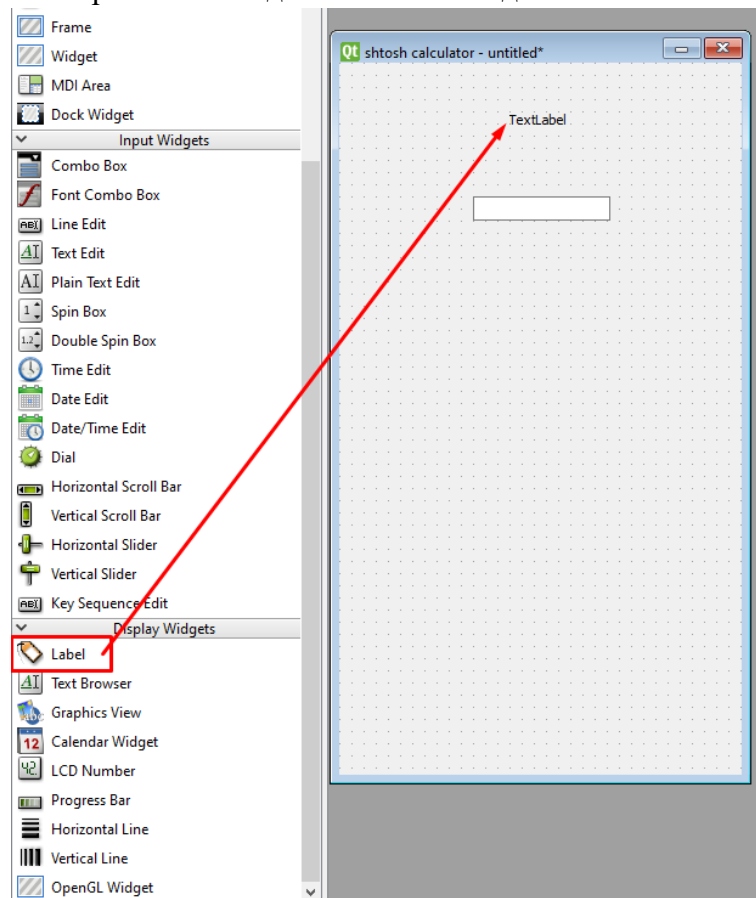 Frame
Widget
MDI Area
Dock Widget
Input Widgets
Combo Box
Font Combo Box
Line Edit
Text Edit
Plain Text Edit
Spin Box
Double Spin Box
Time Edit
Date Edit
Date/Time Edit
Dial
Horizontal Scroll Bar
Vertical Scroll Bar
Horizontal Slider
Vertical Slider
Key Sequence Edit
Display Widgets
Label
Text Browser
Graphics View
Calendar Widget
LCD Number
Progress Bar
Horizontal Line
Vertical Line
OpenGL Widget
Qt shtosh calculator - untitled*
TextLabel